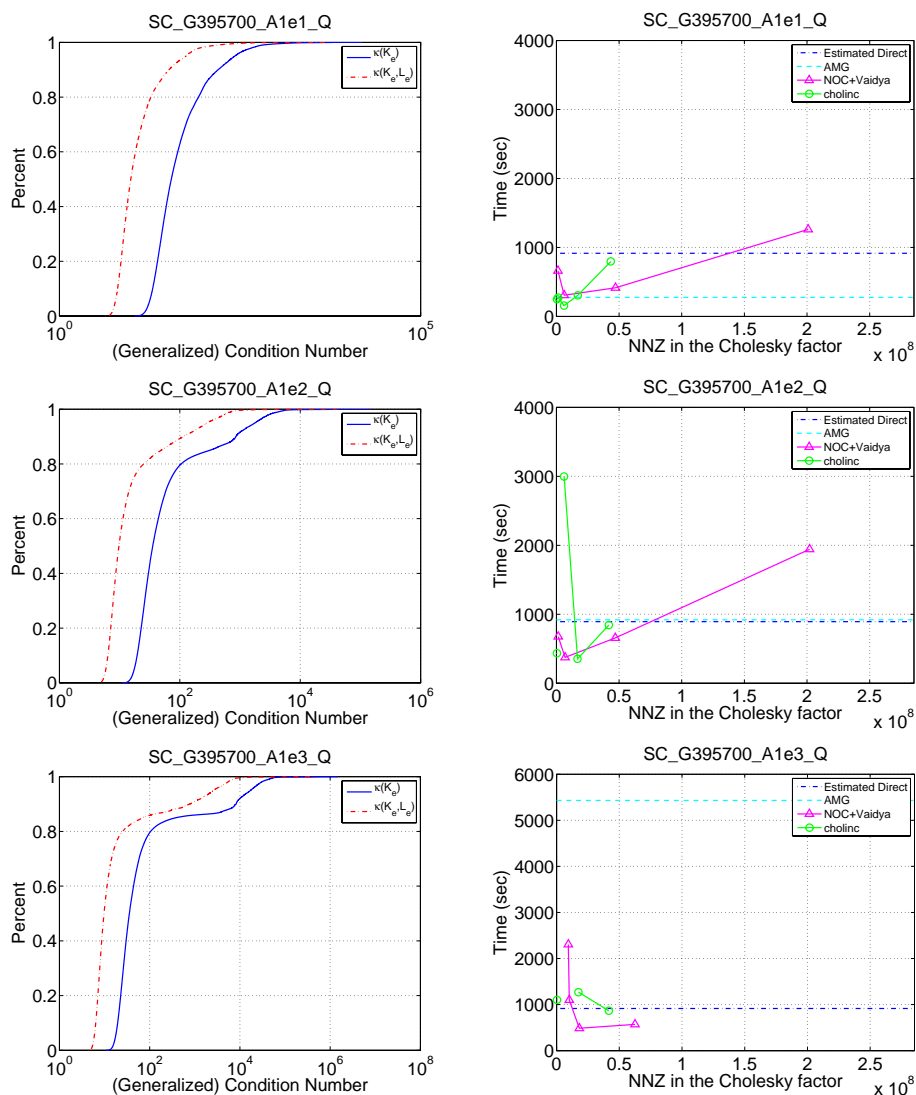 SC_G395700_A1e1_Q
Percent
1
0.8
0.6
0.4
0.2
0
10^0
10^5
(Generalized) Condition Number
κ(K_e)
κ(K_e,L_e)
SC_G395700_A1e1_Q
Time (sec)
4000
3000
2000
1000
0
0 0.5 1 1.5 2 2.5
x 10^8
NNZ in the Cholesky factor
Estimated Direct
AMG
NOC+Vaidya
cholinc
SC_G395700_A1e2_Q
Percent
1
0.8
0.6
0.4
0.2
0
10^0 10^2 10^4 10^6
(Generalized) Condition Number
κ(K_e)
κ(K_e,L_e)
SC_G395700_A1e2_Q
Time (sec)
4000
3000
2000
1000
0
0 0.5 1 1.5 2 2.5
x 10^8
NNZ in the Cholesky factor
Estimated Direct
AMG
NOC+Vaidya
cholinc
SC_G395700_A1e3_Q
Percent
1
0.8
0.6
0.4
0.2
0
10^0 10^2 10^4 10^6 10^8
(Generalized) Condition Number
κ(K_e)
κ(K_e,L_e)
SC_G395700_A1e3_Q
Time (sec)
6000
5000
4000
3000
2000
1000
0
0 0.5 1 1.5 2 2.5
x 10^8
NNZ in the Cholesky factor
Estimated Direct
AMG
NOC+Vaidya
cholinc